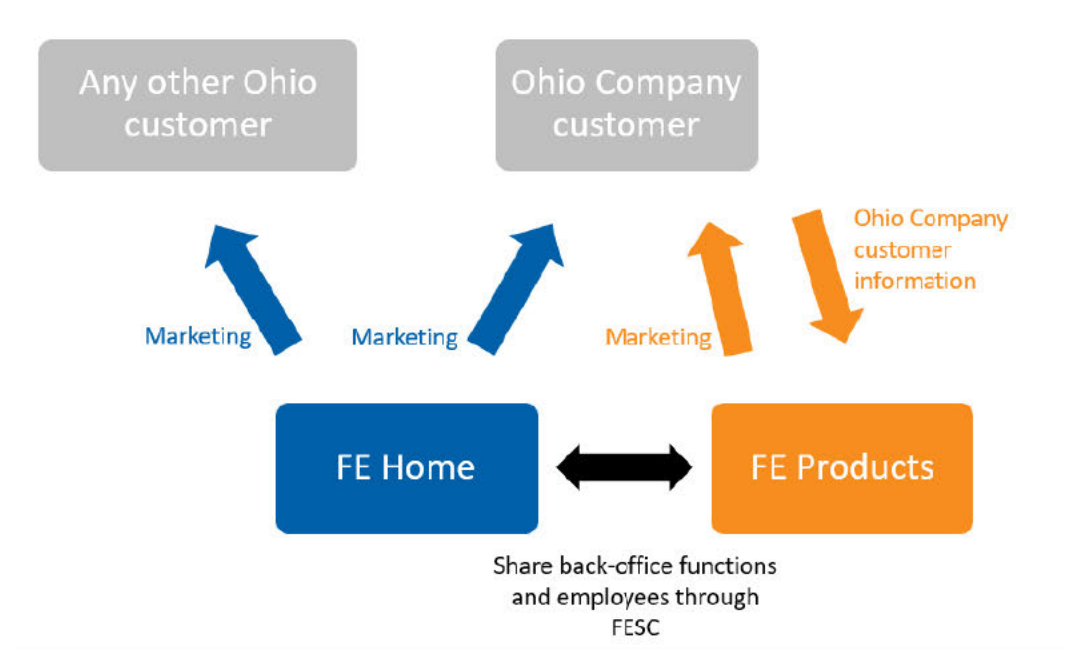 Any other Ohio
customer
Ohio Company
customer
Ohio Company
customer
information
Marketing
Marketing
Marketing
FE Home
FE Products
Share back-office functions
and employees through
FESC